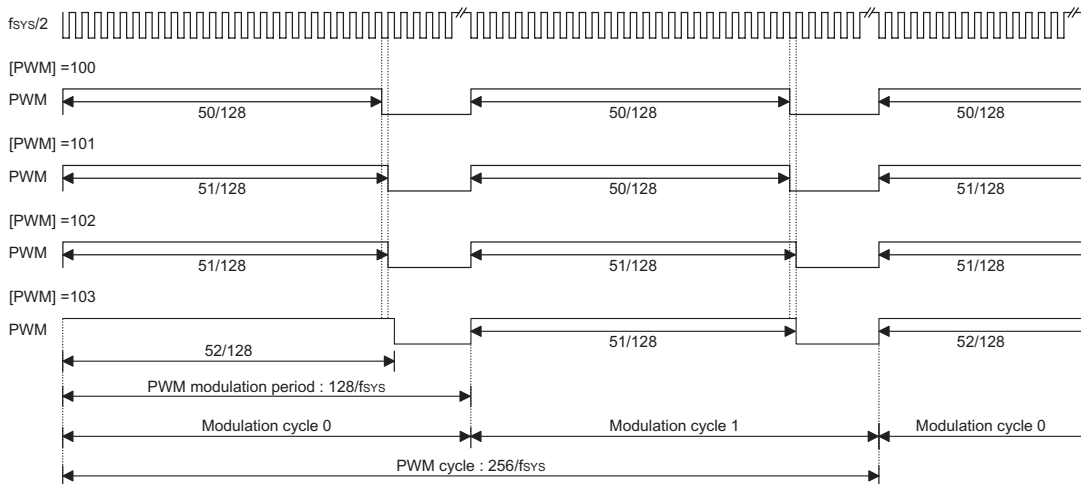 fSYS/2
[PWM] =100
PWM
50/128 50/128 50/128
[PWM] =101
PWM
51/128 50/128 51/128
[PWM] =102
PWM
51/128 51/128 51/128
[PWM] =103
PWM
52/128 51/128 52/128
PWM modulation period : 128/fSYS
Modulation cycle 0 Modulation cycle 1 Modulation cycle 0
PWM cycle : 256/fSYS